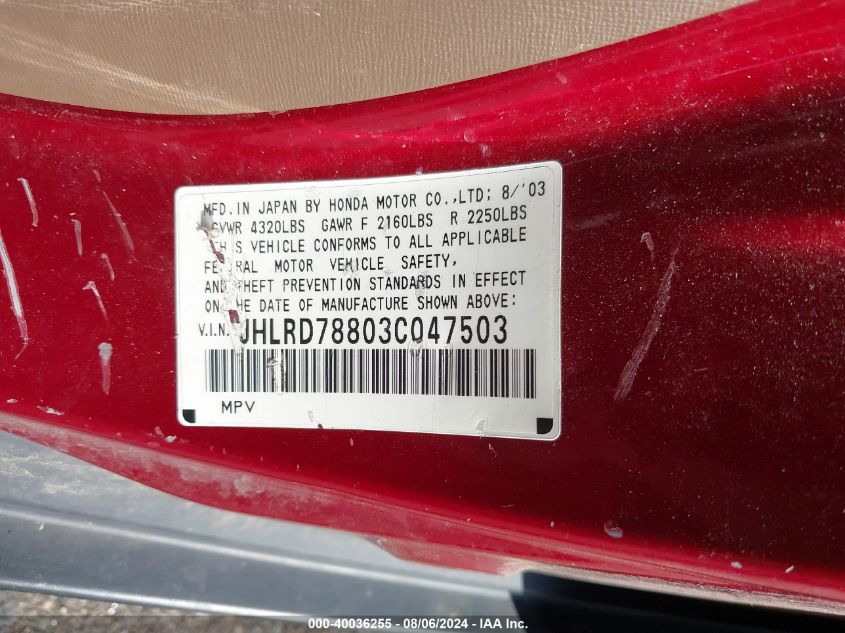 MFD. IN JAPAN BY HONDA MOTOR CO.,LTD; 8/'03
GVWR 4320LBS GAWR F 2160LBS R 2250LBS
THIS VEHICLE CONFORMS TO ALL APPLICABLE
FEDERAL MOTOR VEHICLE SAFETY,
AND THEFT PREVENTION STANDARDS IN EFFECT
ON THE DATE OF MANUFACTURE SHOWN ABOVE:
V.I.N. JHLRD78803C047503
MPV
000-40036255 - 08/06/2024 - IAAI.com